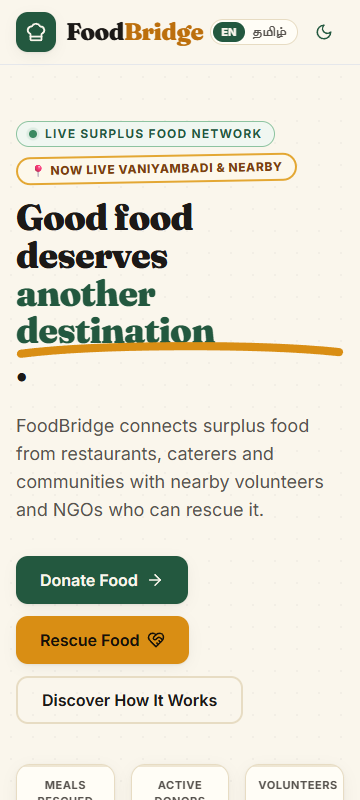 FoodBridge EN தமிழ்
LIVE SURPLUS FOOD NETWORK
NOW LIVE VANIYAMBADI & NEARBY
Good food
deserves
another
destination
.
FoodBridge connects surplus food
from restaurants, caterers and
communities with nearby volunteers
and NGOs who can rescue it.
Donate Food
Rescue Food
Discover How It Works
MEALS ACTIVE VOLUNTEERS
RESCUED DONORS